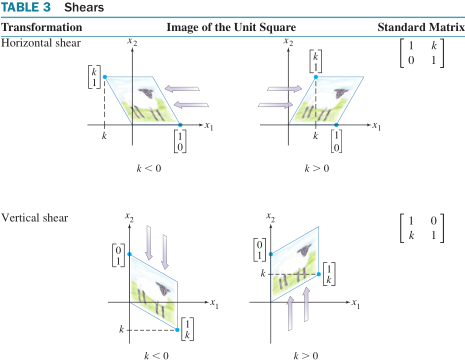 TABLE 3 Shears
Transformation Image of the Unit Square Standard Matrix
Horizontal shear
x2 x2
[k 1] [k 1] [1 k 0 1]
x1 x1
k [1 0] k [1 0]
k < 0 k > 0
Vertical shear
x2 x2
[0 1] [0 1] [1 0 k 1]
k [1 k]
x1 x1
k [1 k]
k < 0 k > 0